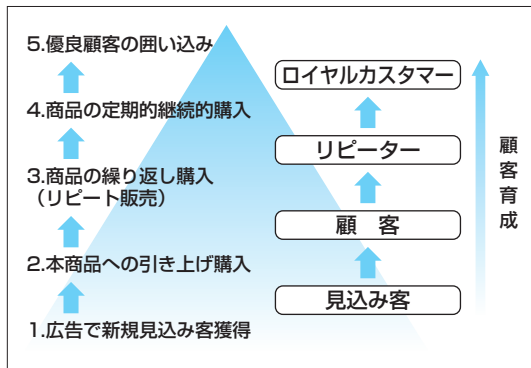 5.優良顧客の囲い込み
4.商品の定期的継続的購入
3.商品の繰り返し購入
（リピート販売）
2.本商品への引き上げ購入
1.広告で新規見込み客獲得
ロイヤルカスタマー
リピーター
顧　客
見込み客
顧客育成